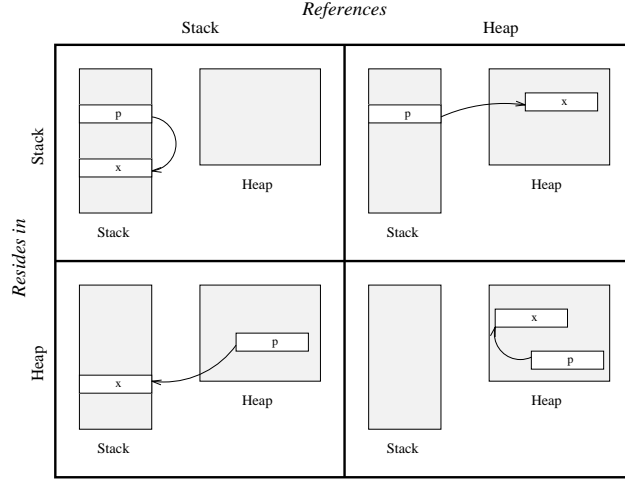 References
Stack Heap
Resides in
Stack
p
x
Heap
Stack
p
x
Heap
Stack
Heap
p
x
Heap
Stack
x
p
Heap
Stack